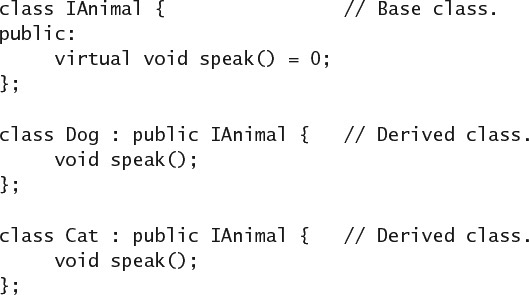 class IAnimal {                 // Base class.
public:
     virtual void speak() = 0;
};

class Dog : public IAnimal {   // Derived class.
     void speak();
};

class Cat : public IAnimal {   // Derived class.
     void speak();
};